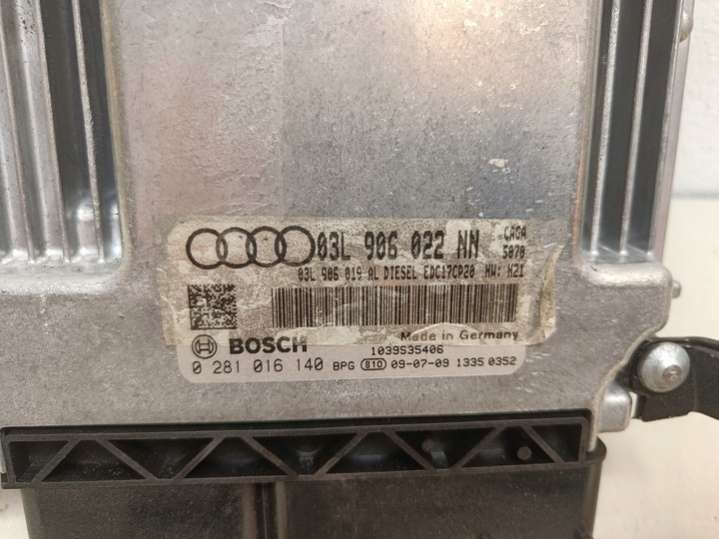 03L 906 022 NN CAGA
5070
03L 906 019 AL DIESEL EDC17CP20 HW: H21
Made in Germany
BOSCH 1039S35406
0 281 016 140 BPG 810 09-07-09 1335 0352